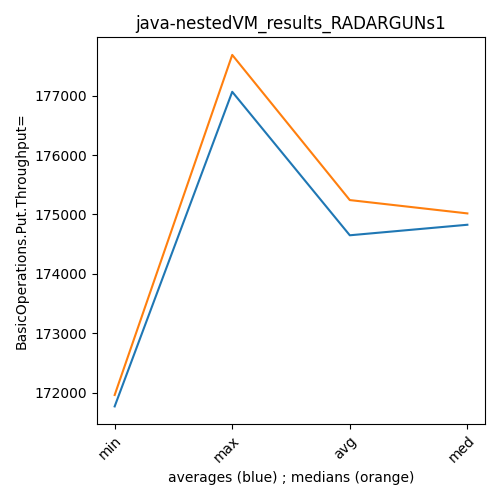 java-nestedVM_results_RADARGUNs1
BasicOperations.Put.Throughput=
177000
176000
175000
174000
173000
172000
min
max
avg
med
averages (blue) ; medians (orange)